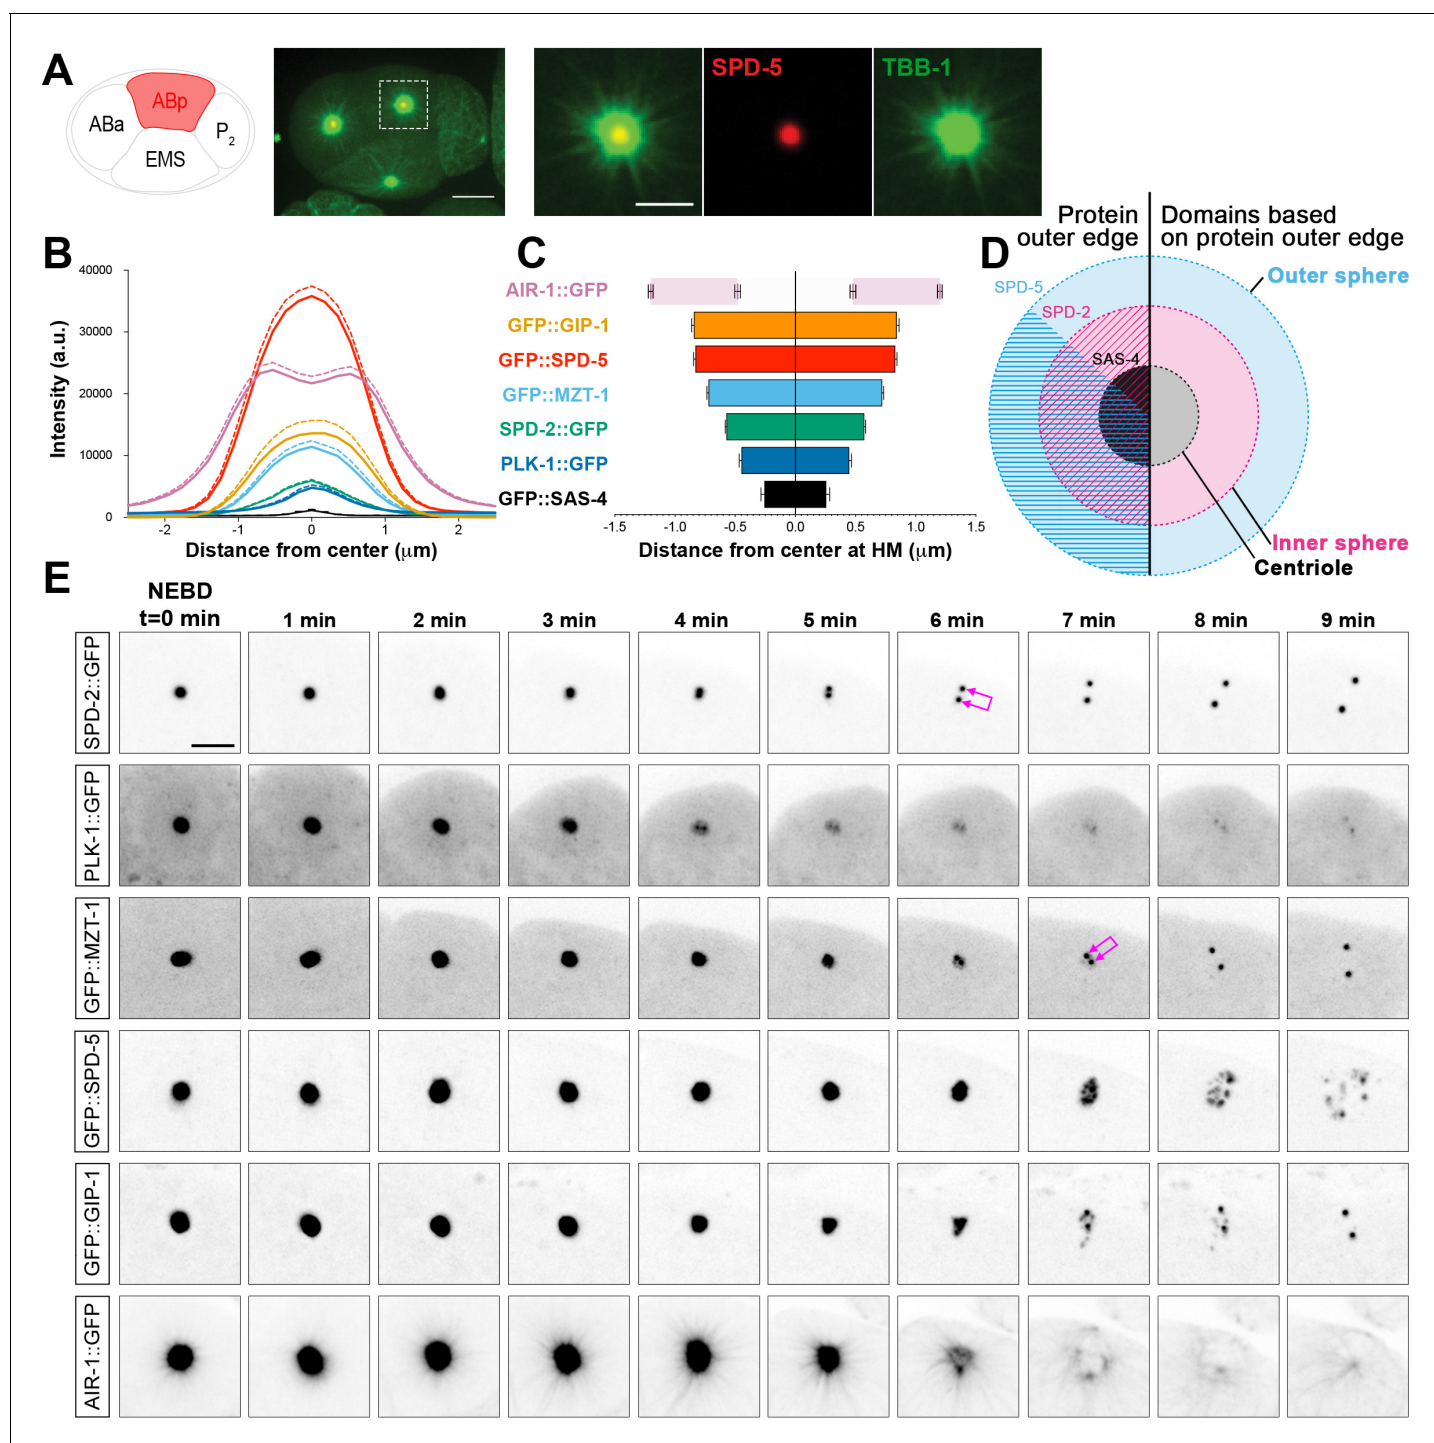 A
ABa
ABp
P2
EMS
SPD-5
TBB-1
B
40000
30000
20000
10000
0
Intensity (a.u.)
-2
-1
0
1
2
Distance from center (µm)
C
AIR-1::GFP
GFP::GIP-1
GFP::SPD-5
GFP::MZT-1
SPD-2::GFP
PLK-1::GFP
GFP::SAS-4
-1.5
-1.0
-0.5
0.0
0.5
1.0
1.5
Distance from center at HM (µm)
D
Protein
outer edge
Domains based
on protein outer edge
SPD-5
SPD-2
SAS-4
Outer sphere
Inner sphere
Centriole
E
NEBD
t=0 min
1 min
2 min
3 min
4 min
5 min
6 min
7 min
8 min
9 min
SPD-2::GFP
PLK-1::GFP
GFP::MZT-1
GFP::SPD-5
GFP::GIP-1
AIR-1::GFP